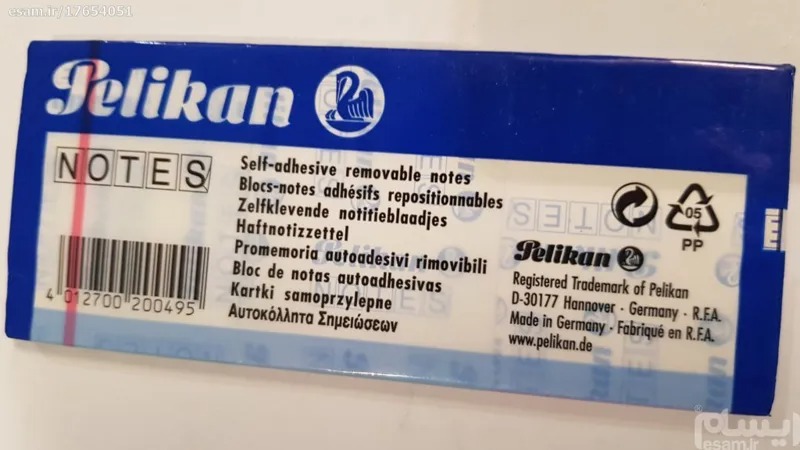 esam.ir/17654051
Pelikan
NOTES
Self-adhesive removable notes
Blocs-notes adhésifs repositionnables
Zelfklevende notitieblaadjes
Haftnotizzettel
Promemoria autoadesivi rimovibili
Bloc de notas autoadhesivas
Kartki samoprzylepne
Αυτοκόλλητα Σημειώσεων
4 012700 200495
05
PP
Pelikan
Registered Trademark of Pelikan
D-30177 Hannover · Germany · R.F.A.
Made in Germany · Fabriqué en R.F.A.
www.pelikan.de
NOTES
NOTES
ایسام
esam.ir